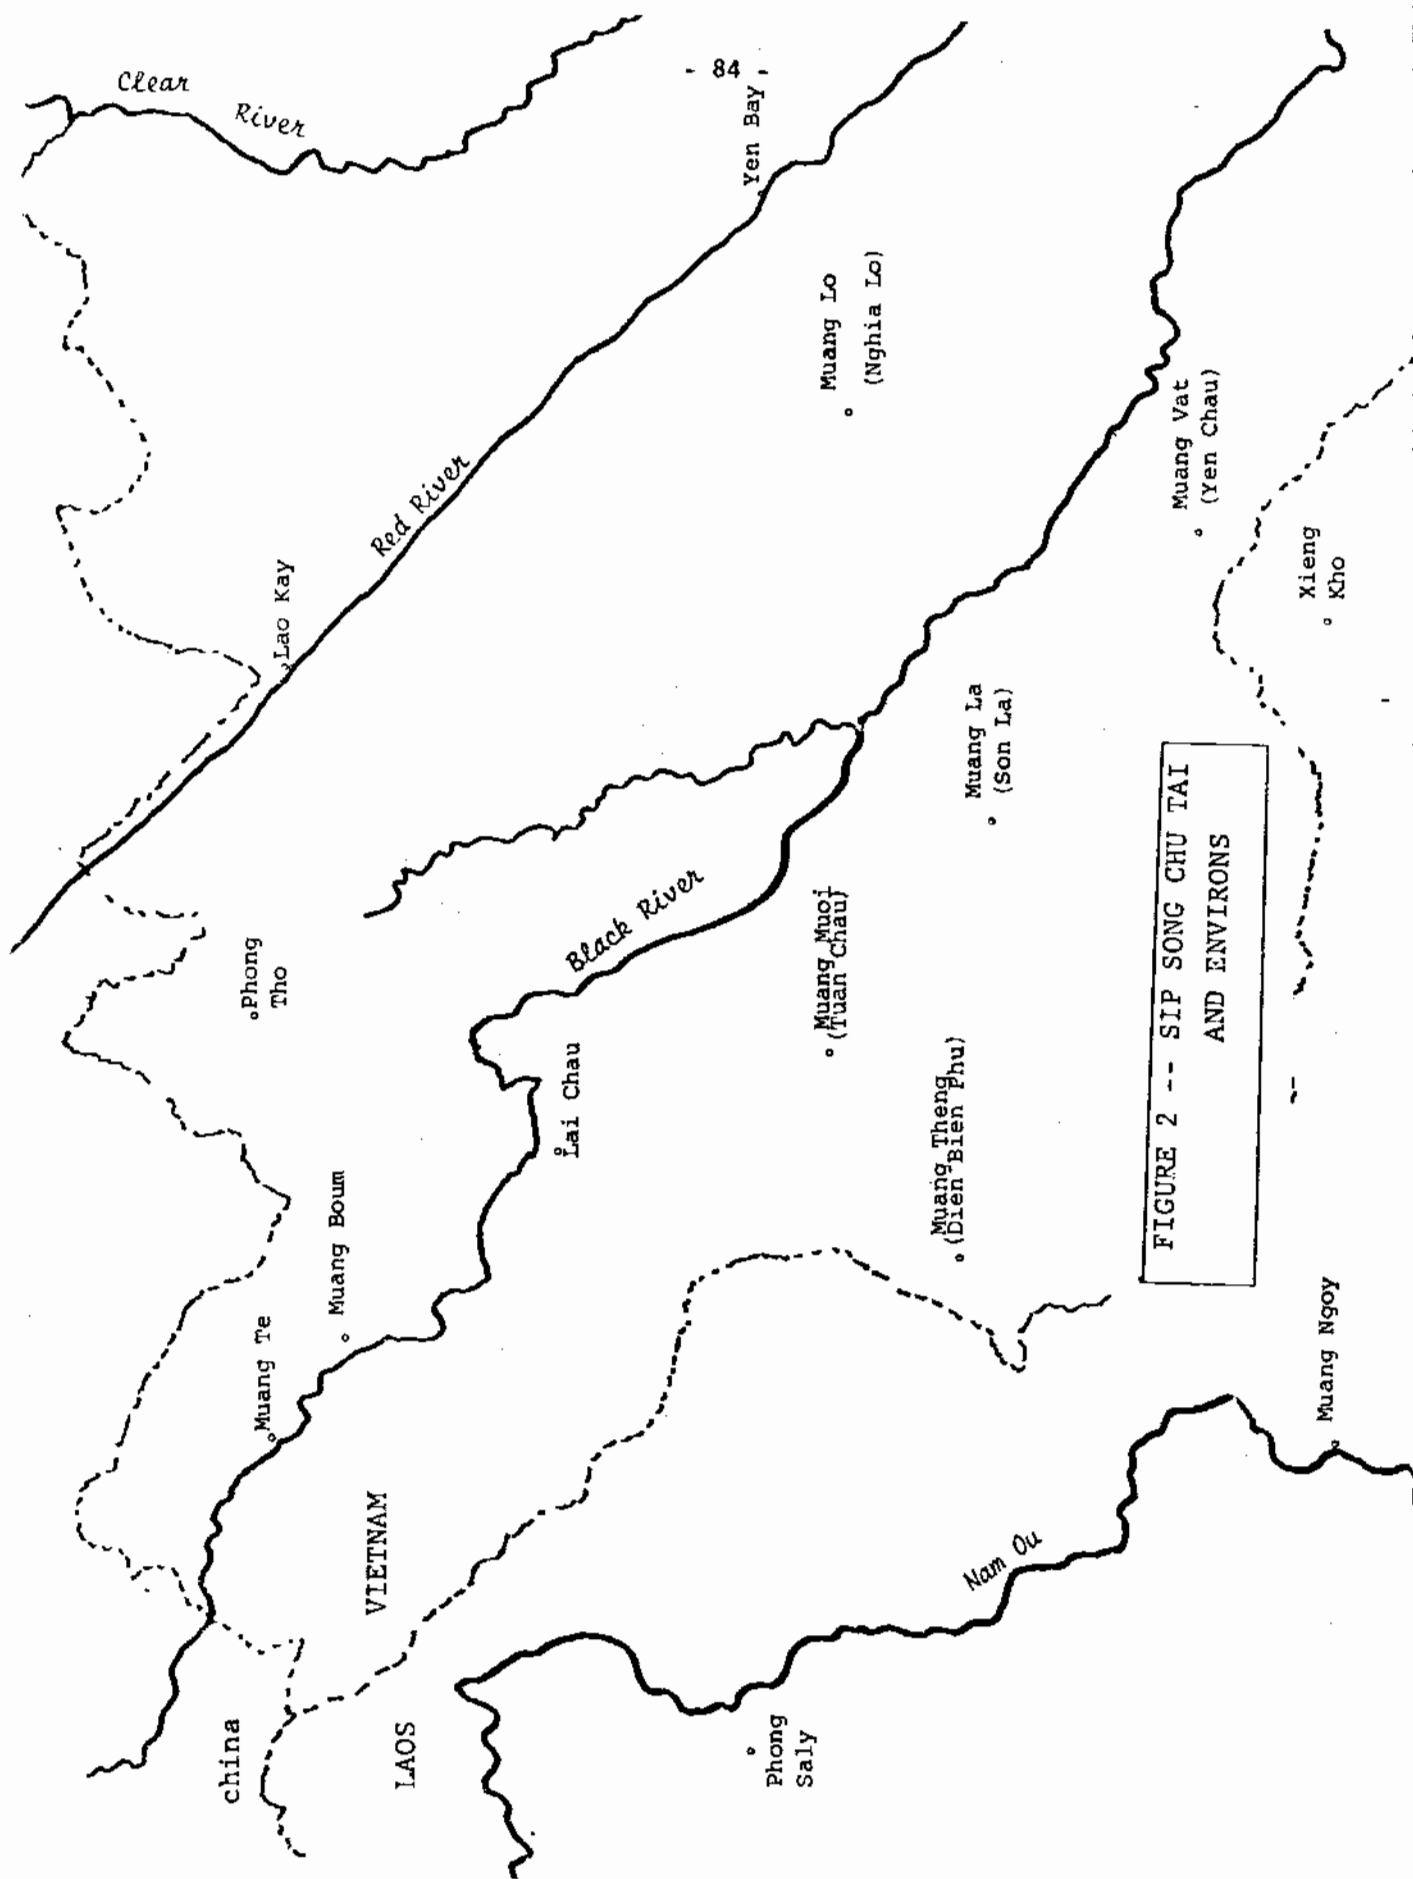 - 84 -
Clear
River
Yen Bay
Red River
Lao Kay
Muang Lo
(Nghia Lo)
Phong
Tho
Black River
Muang Te
Muang Boum
Lai Chau
Muang Muoi
(Tuan Chau)
Muang La
(Son La)
Muang Vat
(Yen Chau)
Xieng
Kho
Muang Theng
(Dien Bien Phu)
china
VIETNAM
LAOS
Phong
Saly
Nam Ou
Muang Ngoy
FIGURE 2 -- SIP SONG CHU TAI
AND ENVIRONS